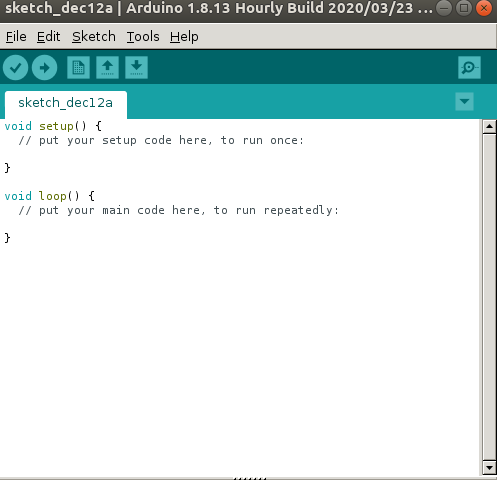 sketch_dec12a | Arduino 1.8.13 Hourly Build 2020/03/23 ...
File Edit Sketch Tools Help
sketch_dec12a
void setup() {
  // put your setup code here, to run once:
}
void loop() {
  // put your main code here, to run repeatedly:
}